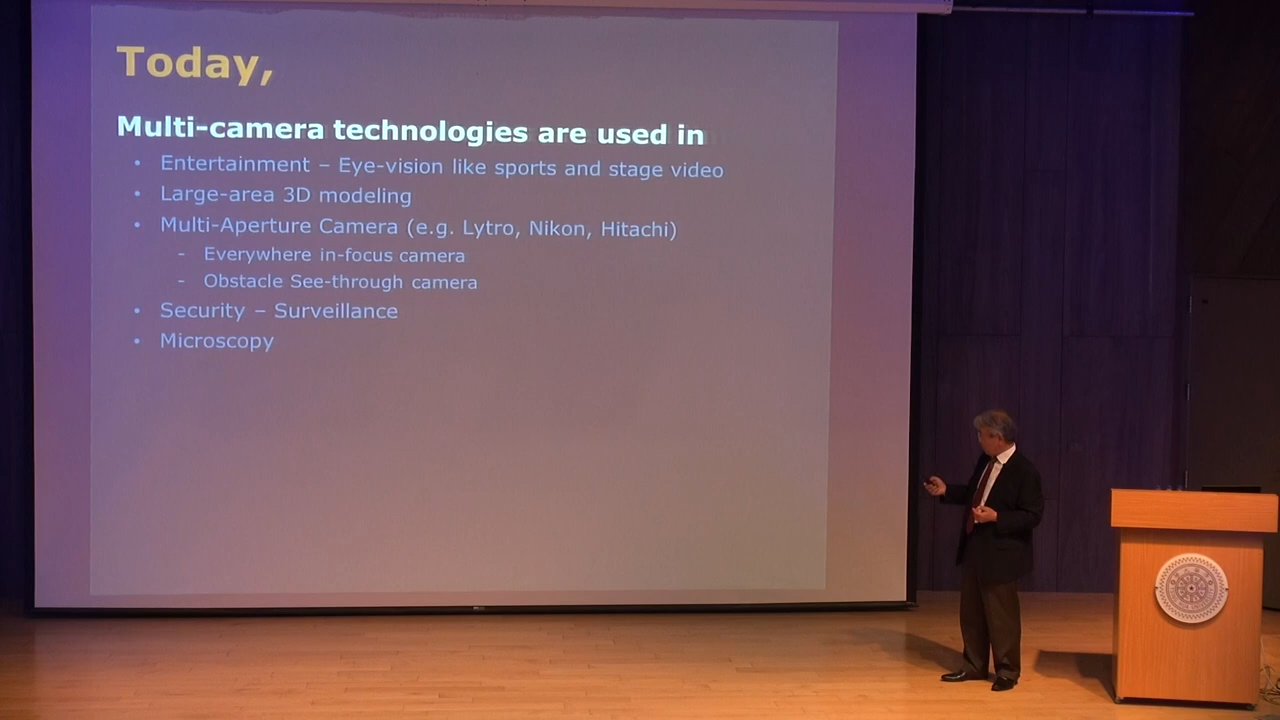 Today,
Multi-camera technologies are used in
• Entertainment – Eye-vision like sports and stage video
• Large-area 3D modeling
• Multi-Aperture Camera (e.g. Lytro, Nikon, Hitachi)
- Everywhere in-focus camera
- Obstacle See-through camera
• Security – Surveillance
• Microscopy